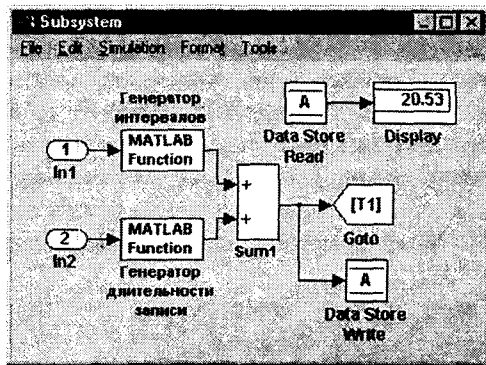 Subsystem
File Edit Simulation Format Tools
Генератор
интервалов
A
20.53
1
MATLAB
Function
Data Store
Read
Display
In1
+
[T1]
2
MATLAB
Function
+
Sum1
Goto
In2
Генератор
длительности
записи
A
Data Store
Write